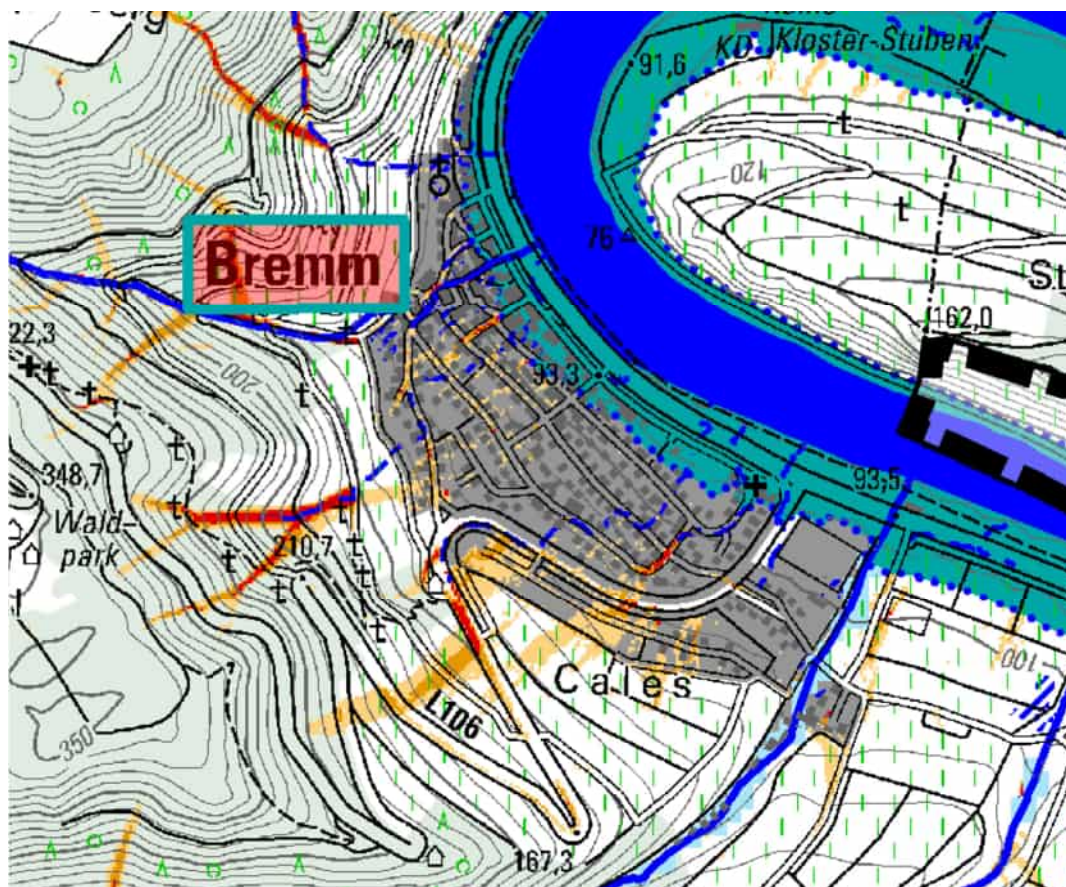 Kloster-Stuben
KD
91,6
120
Bremm
76
St
162,0
22,3
200
93,3
348,7
93,5
Wald-
park
210,7
100
Cales
L106
350
167,3